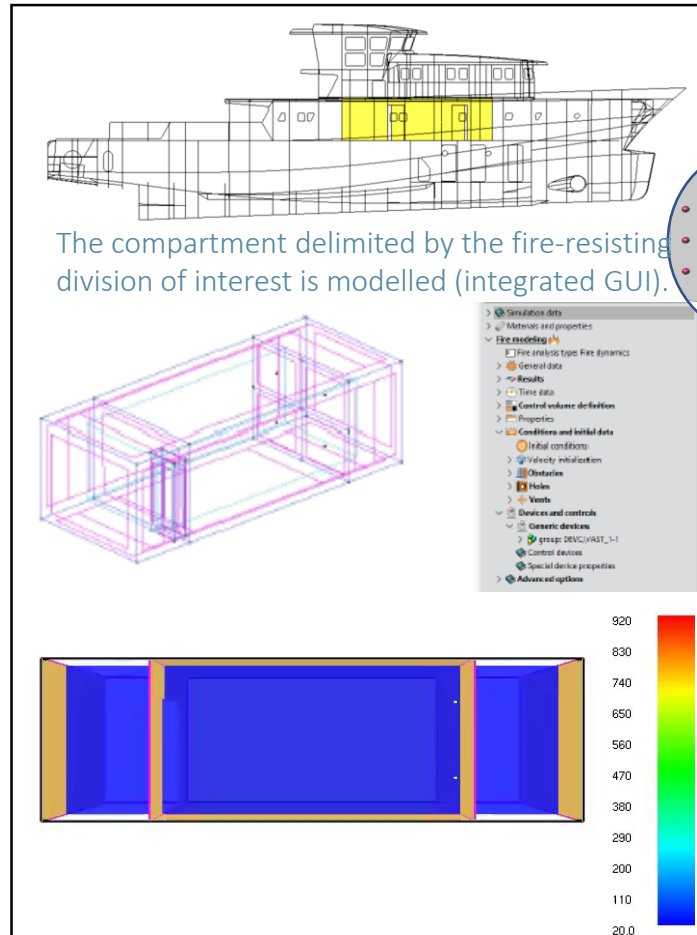 The compartment delimited by the fire-resisting
division of interest is modelled (integrated GUI).
Simulation data
Materials and properties
Fire modeling
Fire analysis type: Fire dynamics
General data
Results
Time data
Control volume definition
Properties
Conditions and initial data
Initial conditions
Velocity initialization
Obstacles
Holes
Vents
Devices and controls
Generic devices
group: DEVC/
Control devices
Special device properties
Advanced options
920
830
740
650
560
470
380
290
200
110
20.0